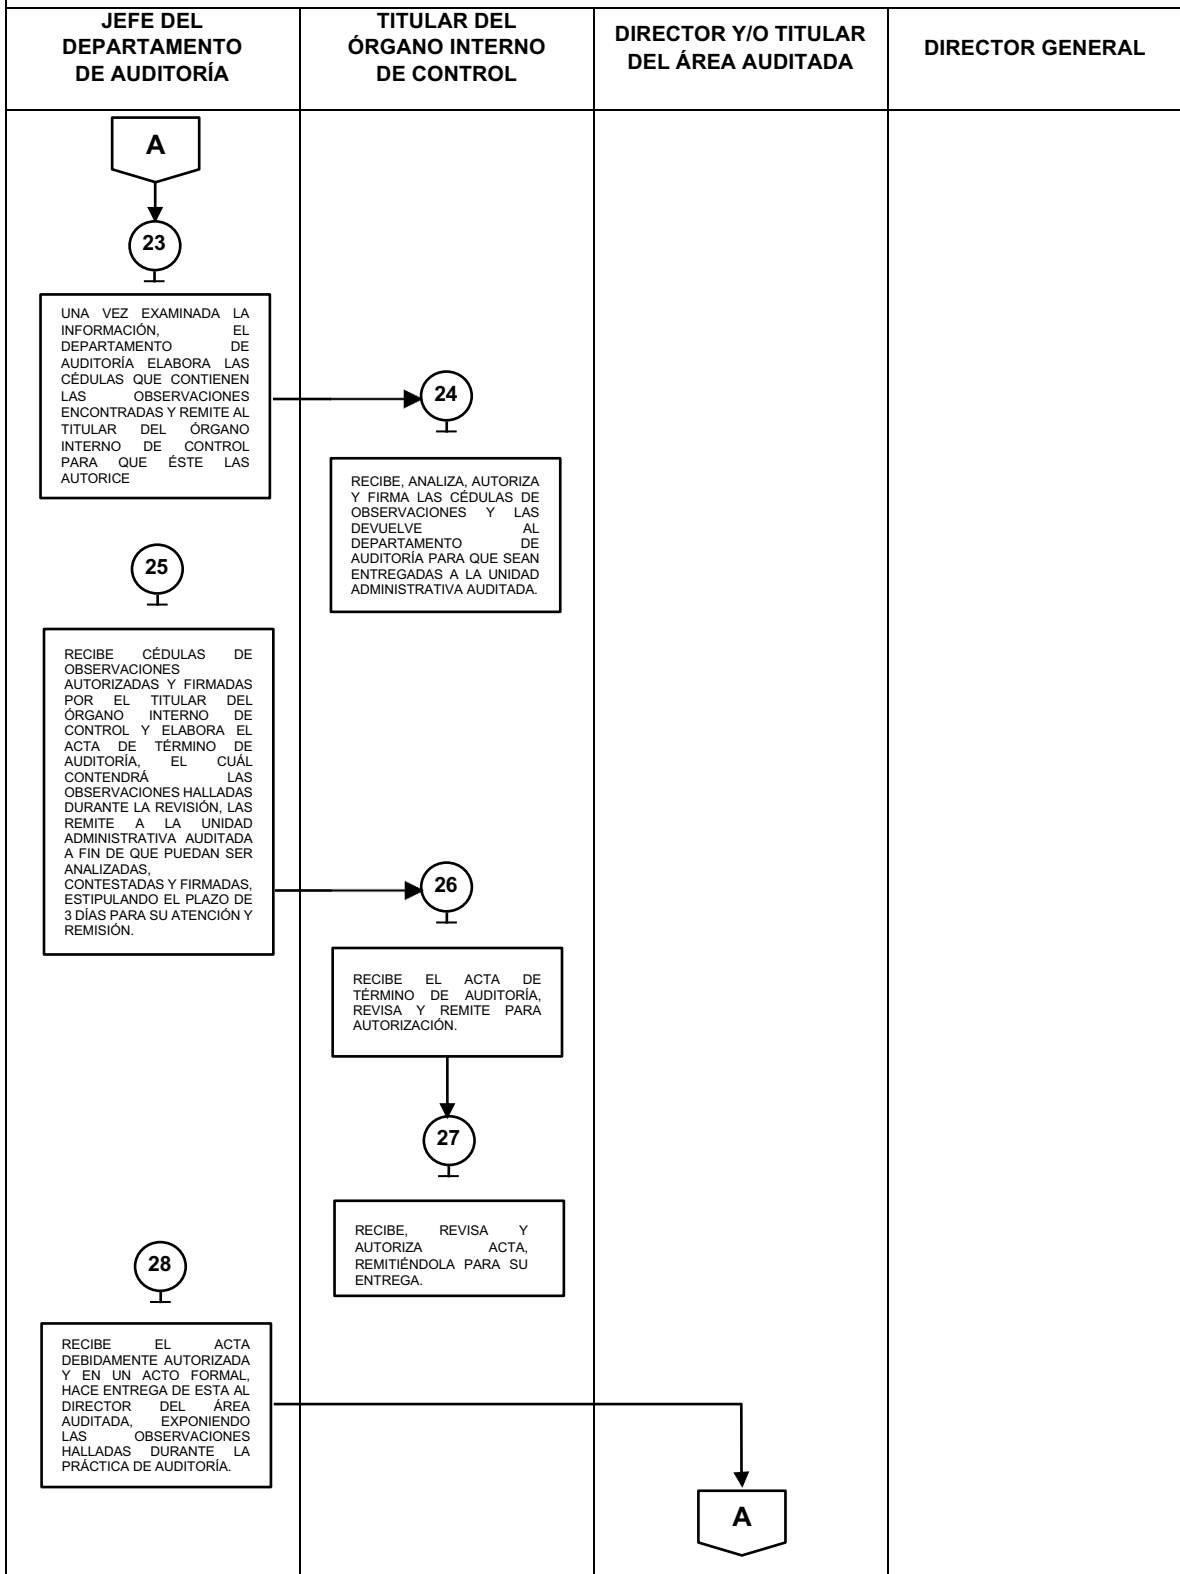 JEFE DEL
DEPARTAMENTO
DE AUDITORÍA
TITULAR DEL
ÓRGANO INTERNO
DE CONTROL
DIRECTOR Y/O TITULAR
DEL ÁREA AUDITADA
DIRECTOR GENERAL
A
23
UNA VEZ EXAMINADA LA
INFORMACIÓN, EL
DEPARTAMENTO DE
AUDITORÍA ELABORA LAS
CÉDULAS QUE CONTIENEN
LAS OBSERVACIONES
ENCONTRADAS Y REMITE AL
TITULAR DEL ÓRGANO
INTERNO DE CONTROL
PARA QUE ÉSTE LAS
AUTORICE
24
RECIBE, ANALIZA, AUTORIZA
Y FIRMA LAS CÉDULAS DE
OBSERVACIONES Y LAS
DEVUELVE AL
DEPARTAMENTO DE
AUDITORÍA PARA QUE SEAN
ENTREGADAS A LA UNIDAD
ADMINISTRATIVA AUDITADA.
25
RECIBE CÉDULAS DE
OBSERVACIONES
AUTORIZADAS Y FIRMADAS
POR EL TITULAR DEL
ÓRGANO INTERNO DE
CONTROL Y ELABORA EL
ACTA DE TÉRMINO DE
AUDITORÍA, EL CUÁL
CONTENDRÁ LAS
OBSERVACIONES HALLADAS
DURANTE LA REVISIÓN, LAS
REMITE A LA UNIDAD
ADMINISTRATIVA AUDITADA
A FIN DE QUE PUEDAN SER
ANALIZADAS,
CONTESTADAS Y FIRMADAS,
ESTIPULANDO EL PLAZO DE
3 DÍAS PARA SU ATENCIÓN Y
REMISIÓN.
26
RECIBE EL ACTA DE
TÉRMINO DE AUDITORÍA,
REVISA Y REMITE PARA
AUTORIZACIÓN.
27
RECIBE, REVISA Y
AUTORIZA ACTA,
REMITIÉNDOLA PARA SU
ENTREGA.
28
RECIBE EL ACTA
DEBIDAMENTE AUTORIZADA
Y EN UN ACTO FORMAL,
HACE ENTREGA DE ESTA AL
DIRECTOR DEL ÁREA
AUDITADA, EXPONIENDO
LAS OBSERVACIONES
HALLADAS DURANTE LA
PRÁCTICA DE AUDITORÍA.
A